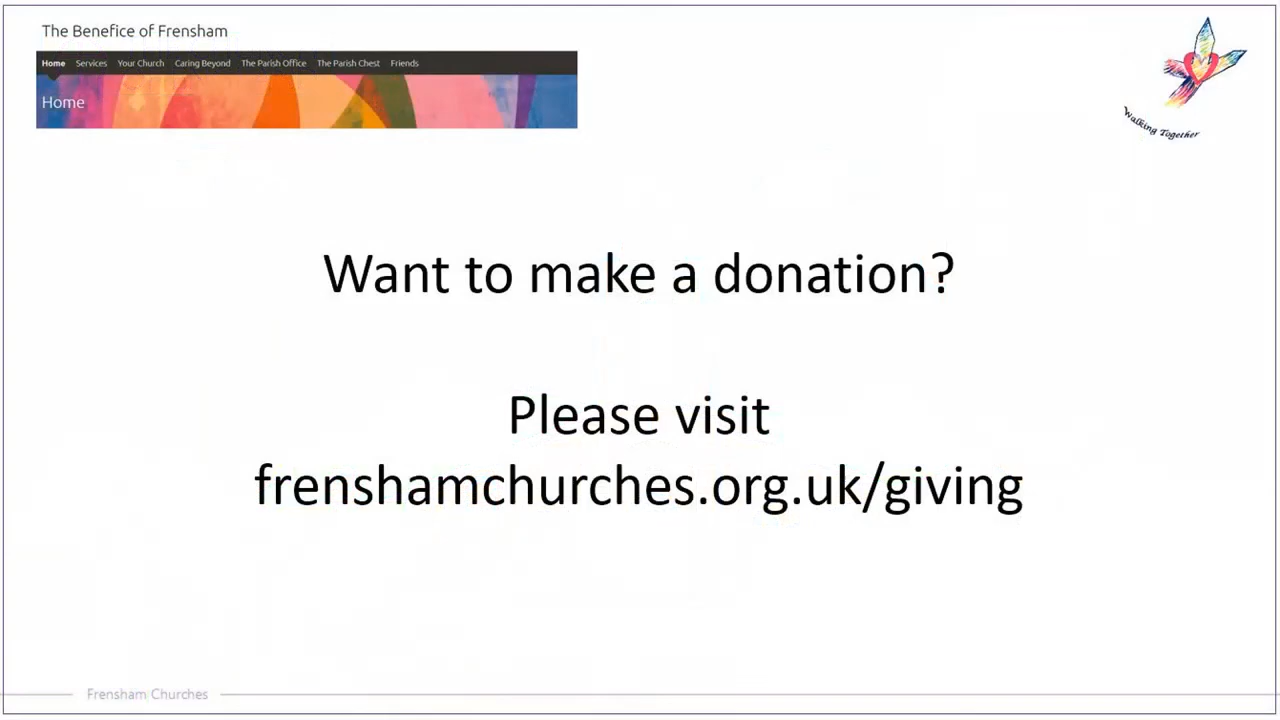 The Benefice of Frensham
Home Services Your Church Caring Beyond The Parish Office The Parish Chest Friends
Home
Walking Together
Want to make a donation?
Please visit
frenshamchurches.org.uk/giving
Frensham Churches